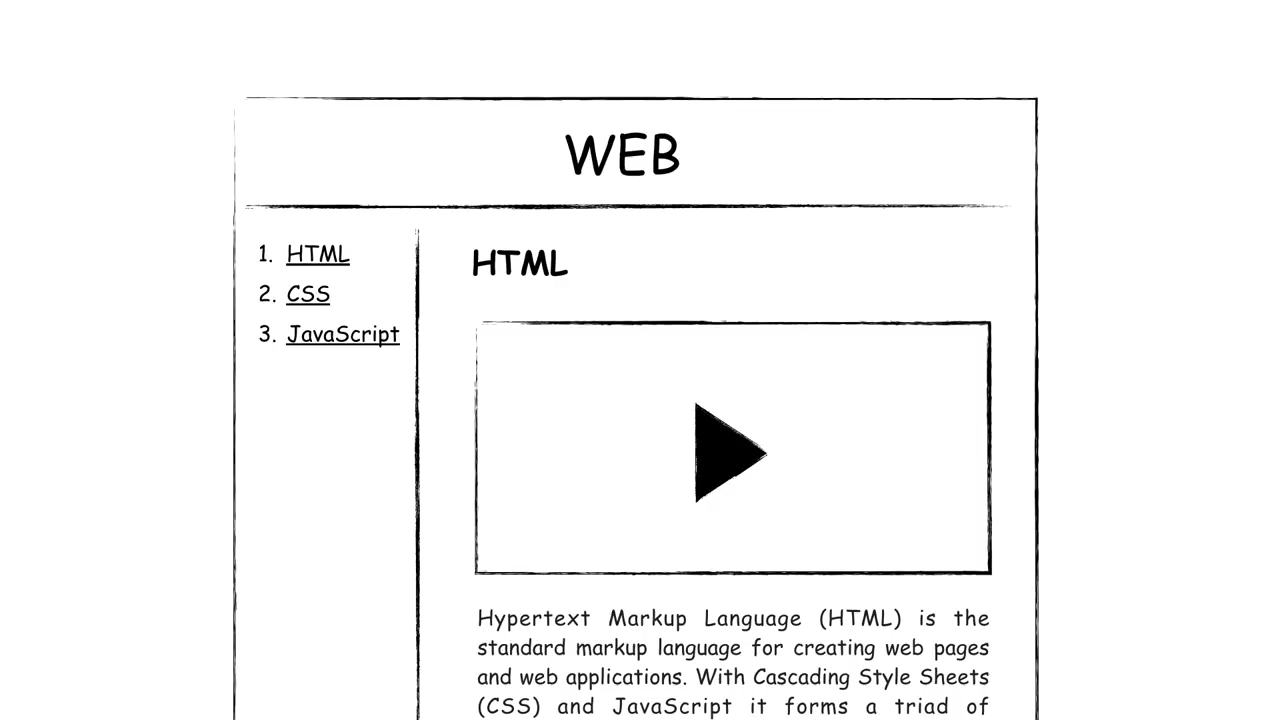 WEB
1. HTML
2. CSS
3. JavaScript
HTML
Hypertext Markup Language (HTML) is the
standard markup language for creating web pages
and web applications. With Cascading Style Sheets
(CSS) and JavaScript it forms a triad of